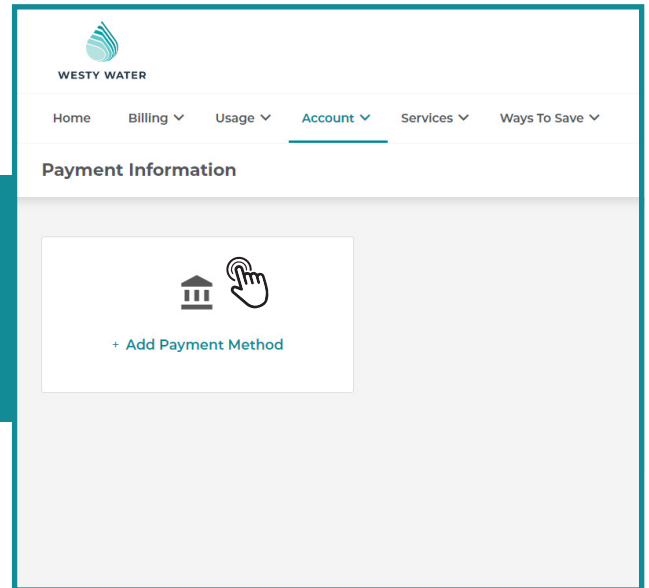 WESTY WATER
Home Billing Usage Account Services Ways To Save
Payment Information
+ Add Payment Method